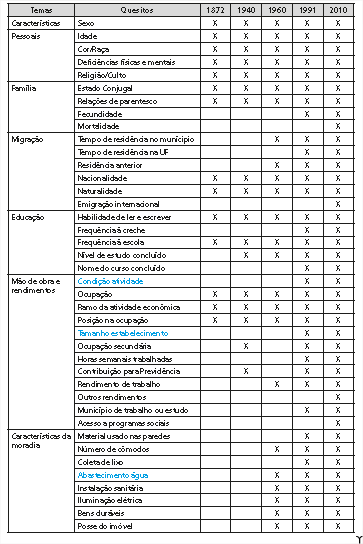 Temas Quesitos 1872 1940 1960 1991 2010
Características Sexo X X X X X
Pessoais Idade X X X X X
Cor/Raça X X X X X
Deficiências físicas e mentais X X X X X
Religião/Culto X X X X X
Família Estado Conjugal X X X X X
Relações de parentesco X X X X X
Fecundidade X X
Mortalidade X
Migração Tempo de residência no município X X X
Tempo de residência na UF X X
Residência anterior X X X
Nacionalidade X X X X X
Naturalidade X X X X X
Emigração internacional X
Educação Habilidade de ler e escrever X X X X X
Frequência à creche X X
Frequência à escola X X X X X
Nível de estudo concluído X X X X
Nome do curso concluído X X
Mão de obra e Condição atividade X X
rendimentos Ocupação X X X X X
Ramo da atividade econômica X X X X X
Posição na ocupação X X X X X
Tamanho estabelecimento X X
Ocupação secundária X X X
Horas semanais trabalhadas X X
Contribuição para Previdência X X X
Rendimento de trabalho X X X
Outros rendimentos X
Município de trabalho ou estudo X X
Acesso a programas sociais X
Características da Material usado nas paredes X X
moradia Número de cômodos X X X
Coleta de lixo X X
Abastecimento água X X X
Instalação sanitária X X X
Iluminação elétrica X X X
Bens duráveis X X X
Posse do imóvel X X X